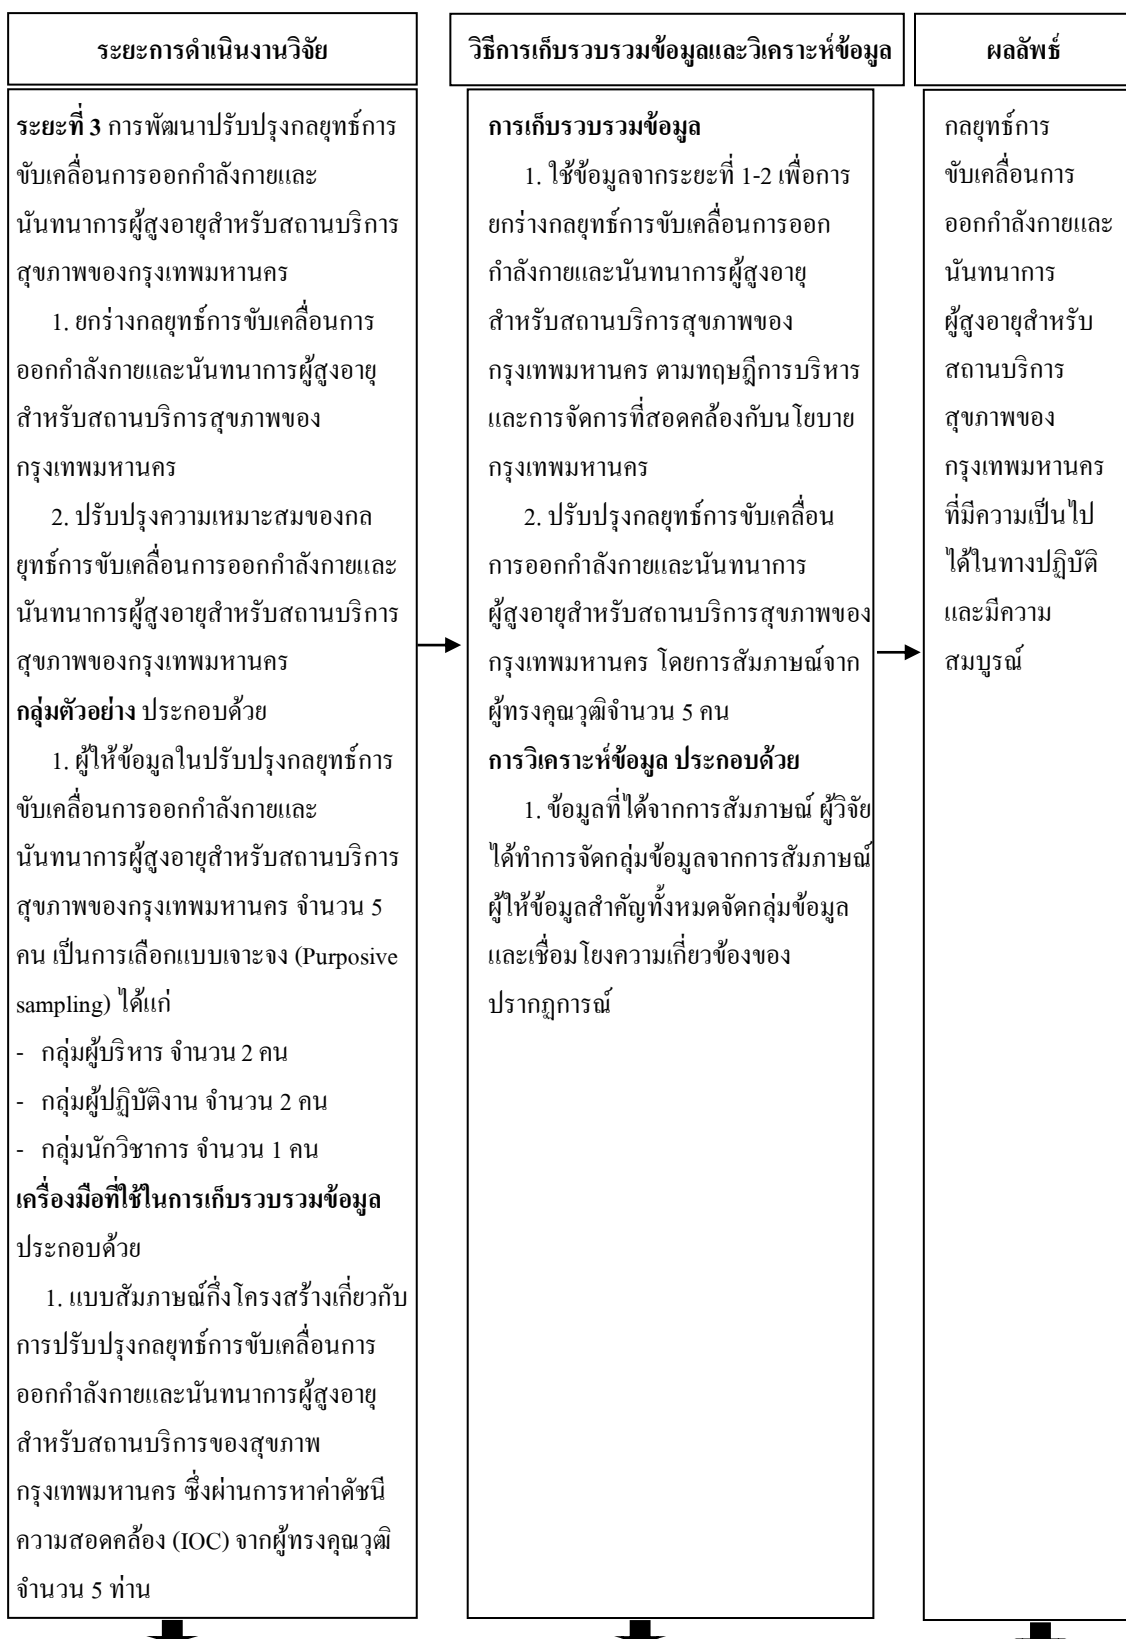 ระยะการดำเนินงานวิจัย
วิธีการเก็บรวบรวมข้อมูลและวิเคราะห์ข้อมูล
ผลลัพธ์
ระยะที่ 3 การพัฒนาปรับปรุงกลยุทธ์การ
ขับเคลื่อนการออกกำลังกายและ
นันทนาการผู้สูงอายุสำหรับสถานบริการ
สุขภาพของกรุงเทพมหานคร
1. ยกร่างกลยุทธ์การขับเคลื่อนการ
ออกกำลังกายและนันทนาการผู้สูงอายุ
สำหรับสถานบริการสุขภาพของ
กรุงเทพมหานคร
2. ปรับปรุงความเหมาะสมของกล
ยุทธ์การขับเคลื่อนการออกกำลังกายและ
นันทนาการผู้สูงอายุสำหรับสถานบริการ
สุขภาพของกรุงเทพมหานคร
กลุ่มตัวอย่าง ประกอบด้วย
1. ผู้ให้ข้อมูลในปรับปรุงกลยุทธ์การ
ขับเคลื่อนการออกกำลังกายและ
นันทนาการผู้สูงอายุสำหรับสถานบริการ
สุขภาพของกรุงเทพมหานคร จำนวน 5
คน เป็นการเลือกแบบเจาะจง (Purposive
sampling) ได้แก่
- กลุ่มผู้บริหาร จำนวน 2 คน
- กลุ่มผู้ปฏิบัติงาน จำนวน 2 คน
- กลุ่มนักวิชาการ จำนวน 1 คน
เครื่องมือที่ใช้ในการเก็บรวบรวมข้อมูล
ประกอบด้วย
1. แบบสัมภาษณ์กึ่งโครงสร้างเกี่ยวกับ
การปรับปรุงกลยุทธ์การขับเคลื่อนการ
ออกกำลังกายและนันทนาการผู้สูงอายุ
สำหรับสถานบริการของสุขภาพ
กรุงเทพมหานคร ซึ่งผ่านการหาค่าดัชนี
ความสอดคล้อง (IOC) จากผู้ทรงคุณวุฒิ
จำนวน 5 ท่าน
การเก็บรวบรวมข้อมูล
1. ใช้ข้อมูลจากระยะที่ 1-2 เพื่อการ
ยกร่างกลยุทธ์การขับเคลื่อนการออก
กำลังกายและนันทนาการผู้สูงอายุ
สำหรับสถานบริการสุขภาพของ
กรุงเทพมหานคร ตามทฤษฎีการบริหาร
และการจัดการที่สอดคล้องกับนโยบาย
กรุงเทพมหานคร
2. ปรับปรุงกลยุทธ์การขับเคลื่อน
การออกกำลังกายและนันทนาการ
ผู้สูงอายุสำหรับสถานบริการสุขภาพของ
กรุงเทพมหานคร โดยการสัมภาษณ์จาก
ผู้ทรงคุณวุฒิจำนวน 5 คน
การวิเคราะห์ข้อมูล ประกอบด้วย
1. ข้อมูลที่ได้จากการสัมภาษณ์ ผู้วิจัย
ได้ทำการจัดกลุ่มข้อมูลจากการสัมภาษณ์
ผู้ให้ข้อมูลสำคัญทั้งหมดจัดกลุ่มข้อมูล
และเชื่อมโยงความเกี่ยวข้องของ
ปรากฏการณ์
กลยุทธ์การ
ขับเคลื่อนการ
ออกกำลังกายและ
นันทนาการ
ผู้สูงอายุสำหรับ
สถานบริการ
สุขภาพของ
กรุงเทพมหานคร
ที่มีความเป็นไป
ได้ในทางปฏิบัติ
และมีความ
สมบูรณ์